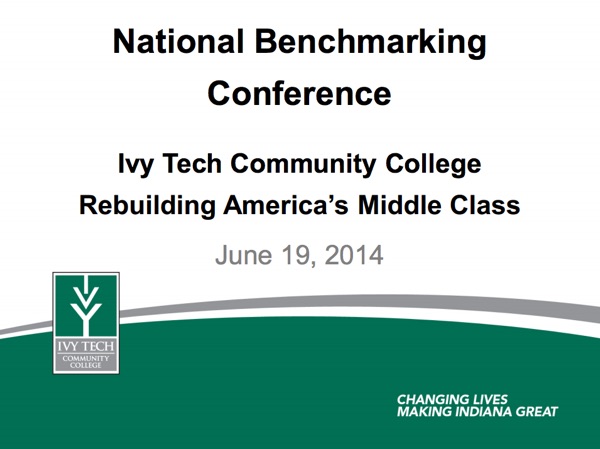 National Benchmarking
Conference
Ivy Tech Community College
Rebuilding America's Middle Class
June 19, 2014
IVY TECH
COMMUNITY
COLLEGE
CHANGING LIVES
MAKING INDIANA GREAT